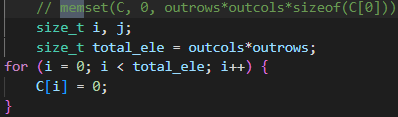 // memset(C, 0, outrows*outcols*sizeof(C[0]))
size_t i, j;
size_t total_ele = outcols*outrows;
for (i = 0; i < total_ele; i++) {
C[i] = 0;
}